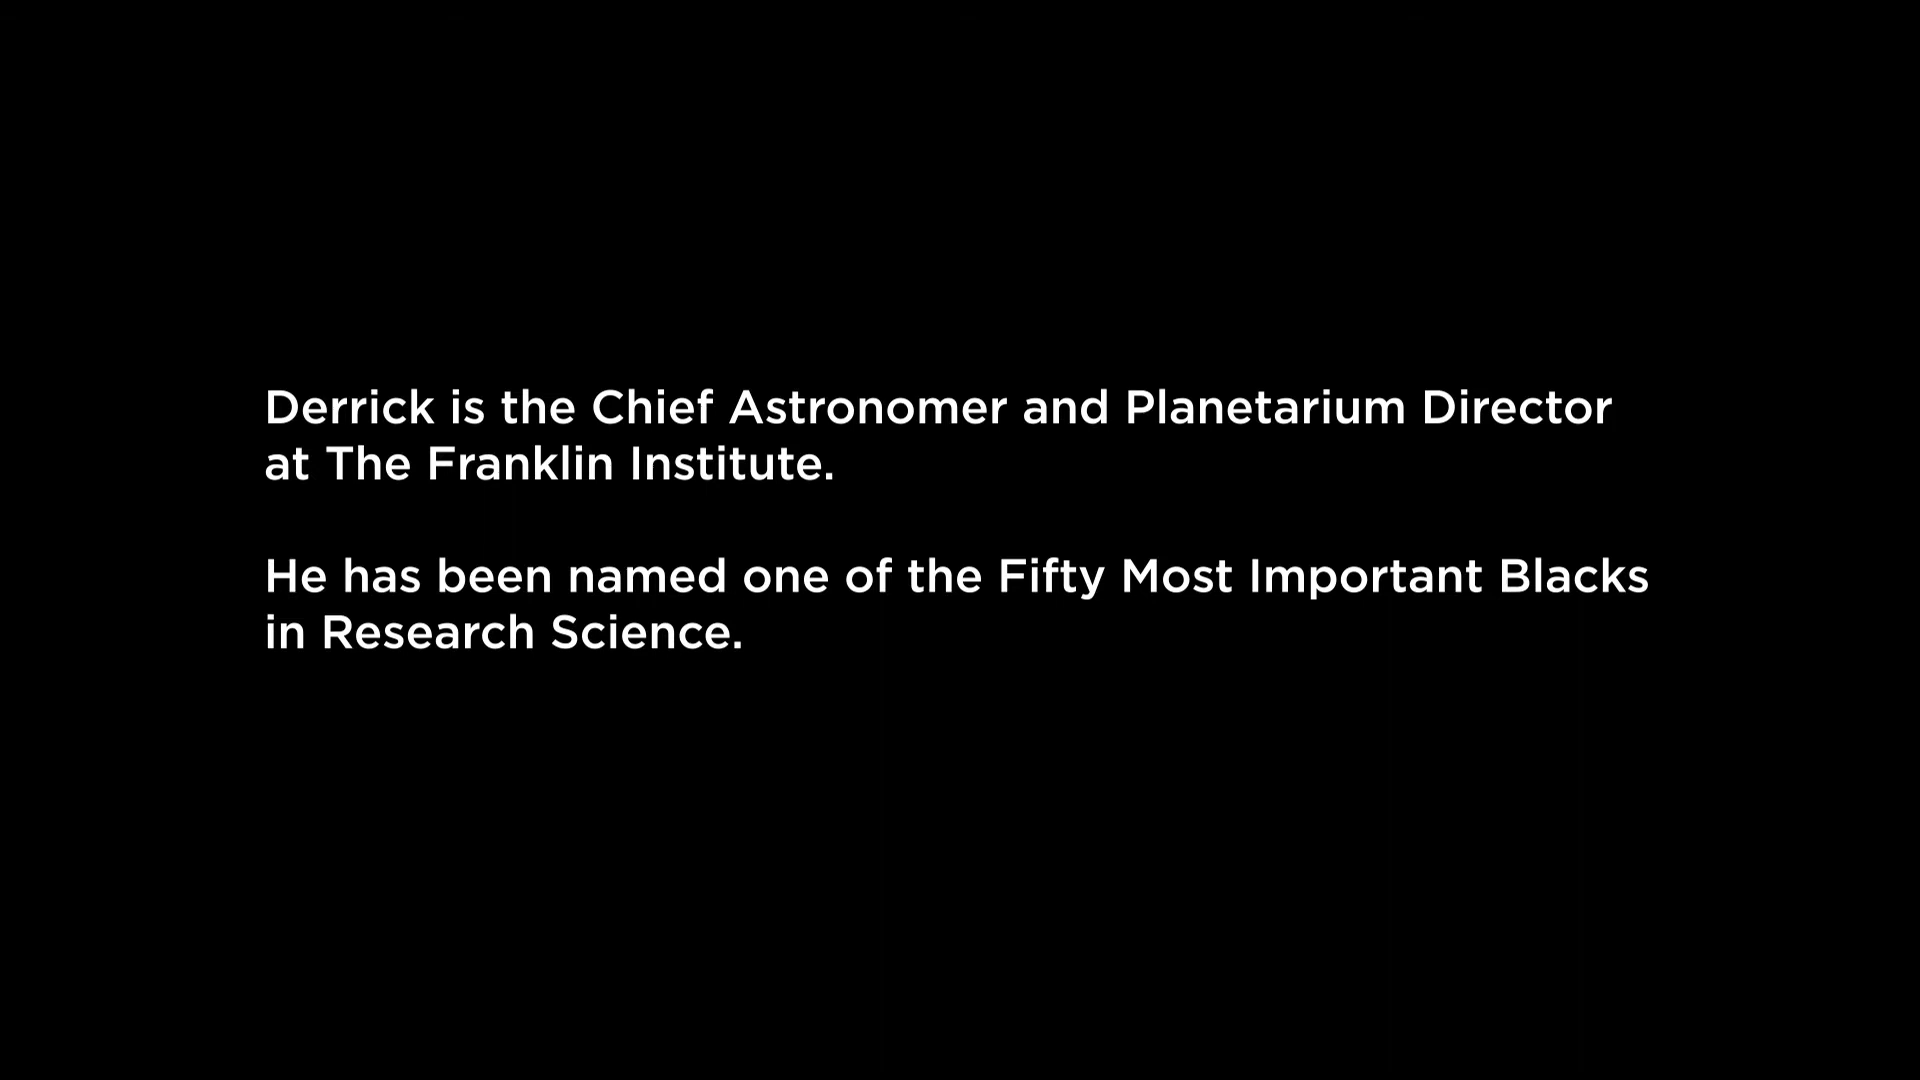 Derrick is the Chief Astronomer and Planetarium Director
at The Franklin Institute.
He has been named one of the Fifty Most Important Blacks
in Research Science.